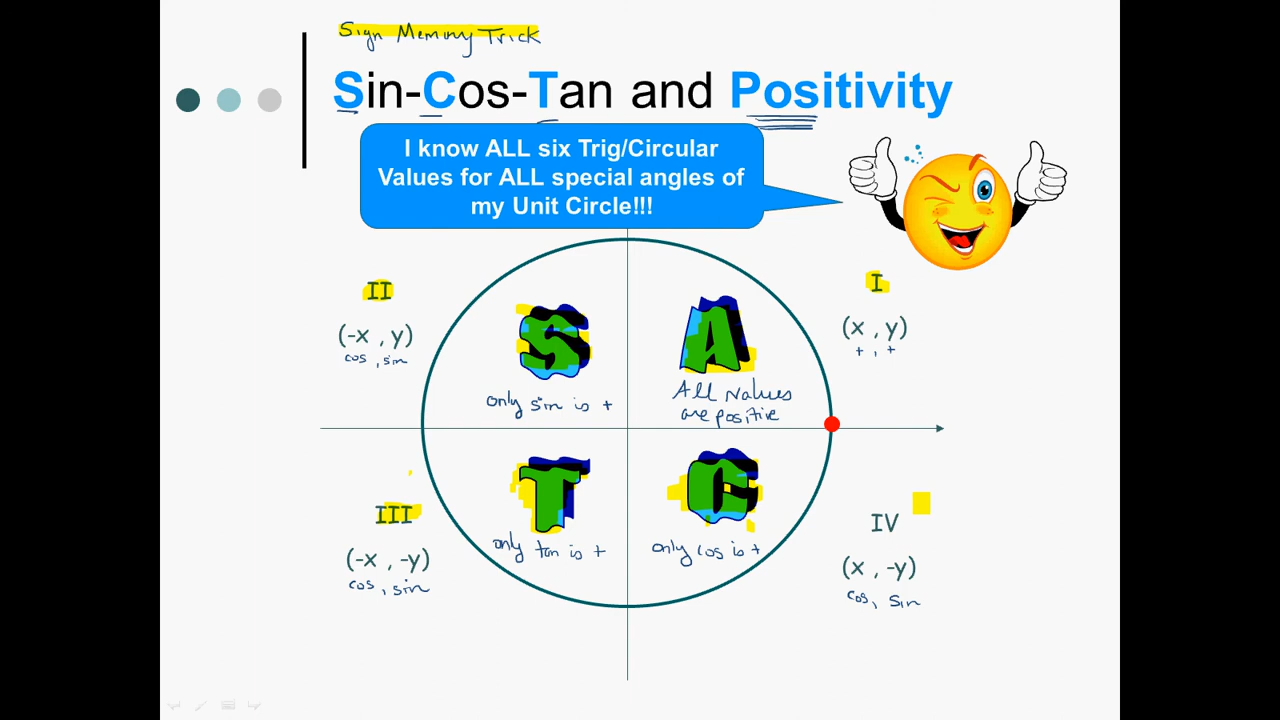 Sign Memory Trick
Sin-Cos-Tan and Positivity
I know ALL six Trig/Circular
Values for ALL special angles of
my Unit Circle!!!
II
(-x , y)
cos , sin
S
only sin is +
A
All values
are positive
I
(x , y)
+ , +
III
(-x , -y)
cos , sin
T
only tan is +
C
only cos is +
IV
(x , -y)
cos, sin